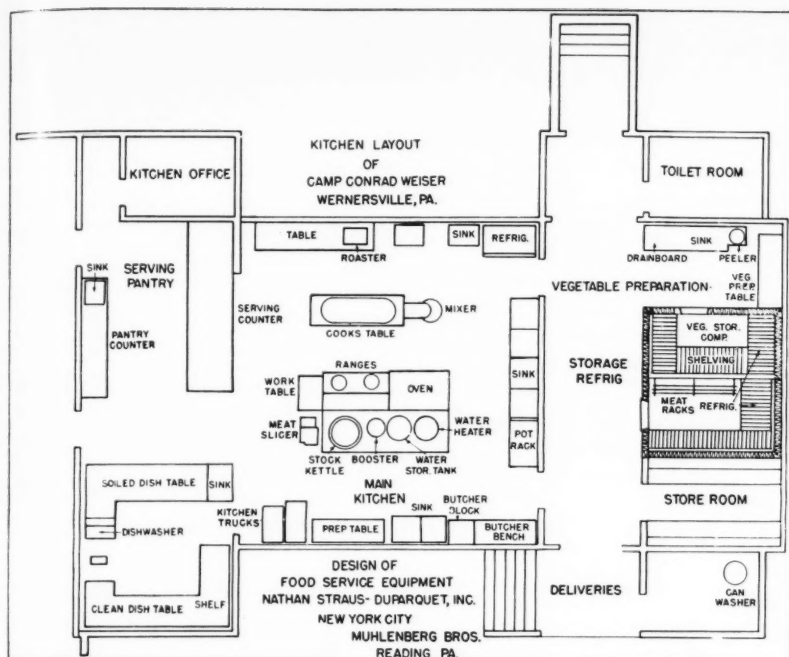 KITCHEN LAYOUT
OF
CAMP CONRAD WEISER
WERNERSVILLE, PA.
KITCHEN OFFICE
TOILET ROOM
TABLE
ROASTER
SINK
REFRIG.
SINK
DRAINBOARD
PEELER
SINK
SERVING
PANTRY
VEGETABLE PREPARATION
VEG.
PREP
TABLE
PANTRY
COUNTER
SERVING
COUNTER
MIXER
COOKS TABLE
VEG. STOR.
COMP.
SHELVING
STORAGE
REFRIG
RANGES
SINK
WORK
TABLE
OVEN
MEAT
RACKS
REFRIG.
MEAT
SLICER
WATER
HEATER
POT
RACK
STOCK
KETTLE
BOOSTER
WATER
STOR. TANK
SOILED DISH TABLE
SINK
MAIN
KITCHEN
STORE ROOM
DISHWASHER
KITCHEN
TRUCKS
PREP TABLE
SINK
BUTCHER
BLOCK
BUTCHER
BENCH
CLEAN DISH TABLE
SHELF
DESIGN OF
FOOD SERVICE EQUIPMENT
NATHAN STRAUS-DUPARQUET, INC.
NEW YORK CITY
MUHLENBERG BROS.
READING PA.
DELIVERIES
CAN
WASHER